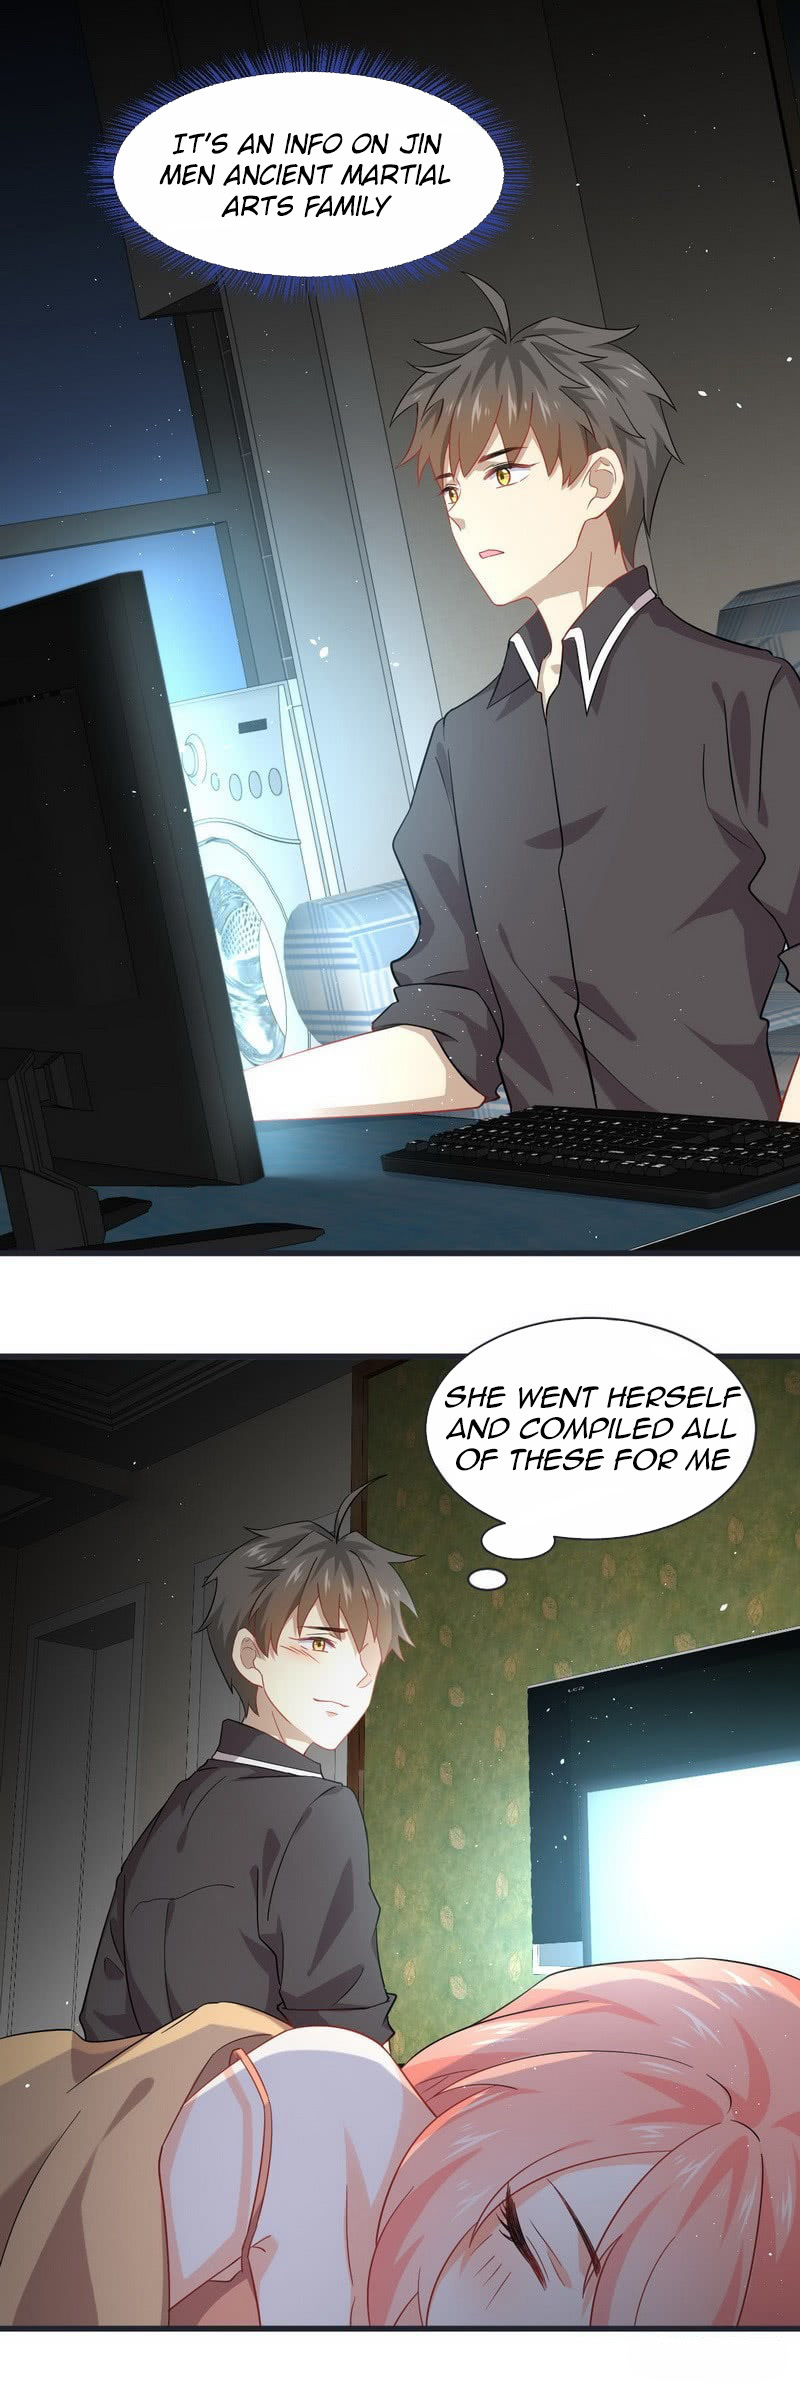 IT'S AN INFO ON JIN
MEN ANCIENT MARTIAL
ARTS FAMILY
SHE WENT HERSELF
AND COMPILED ALL
OF THESE FOR ME
LCD